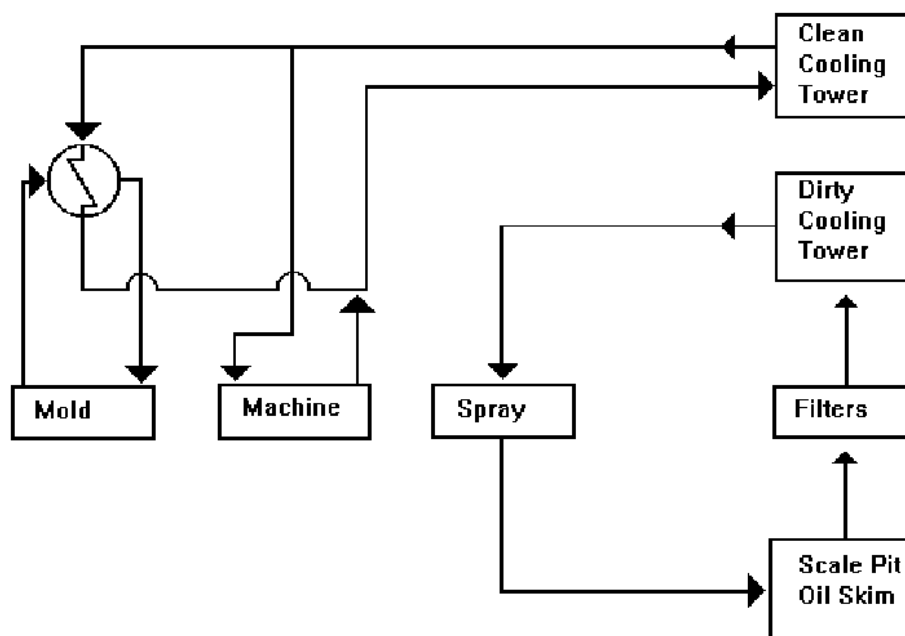 Clean
Cooling
Tower
Dirty
Cooling
Tower
Mold
Machine
Spray
Filters
Scale Pit
Oil Skim